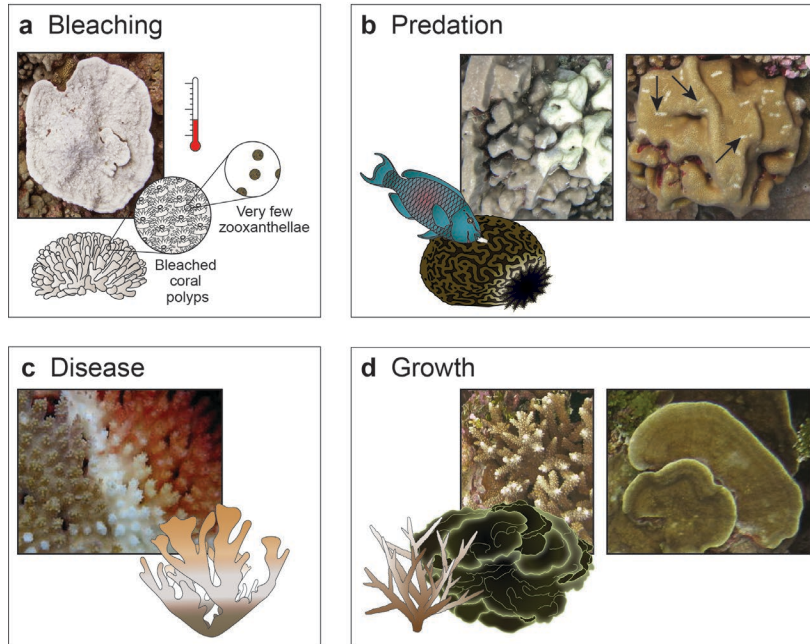 a Bleaching
Very few
zooxanthellae
Bleached
coral
polyps
b Predation
c Disease
d Growth